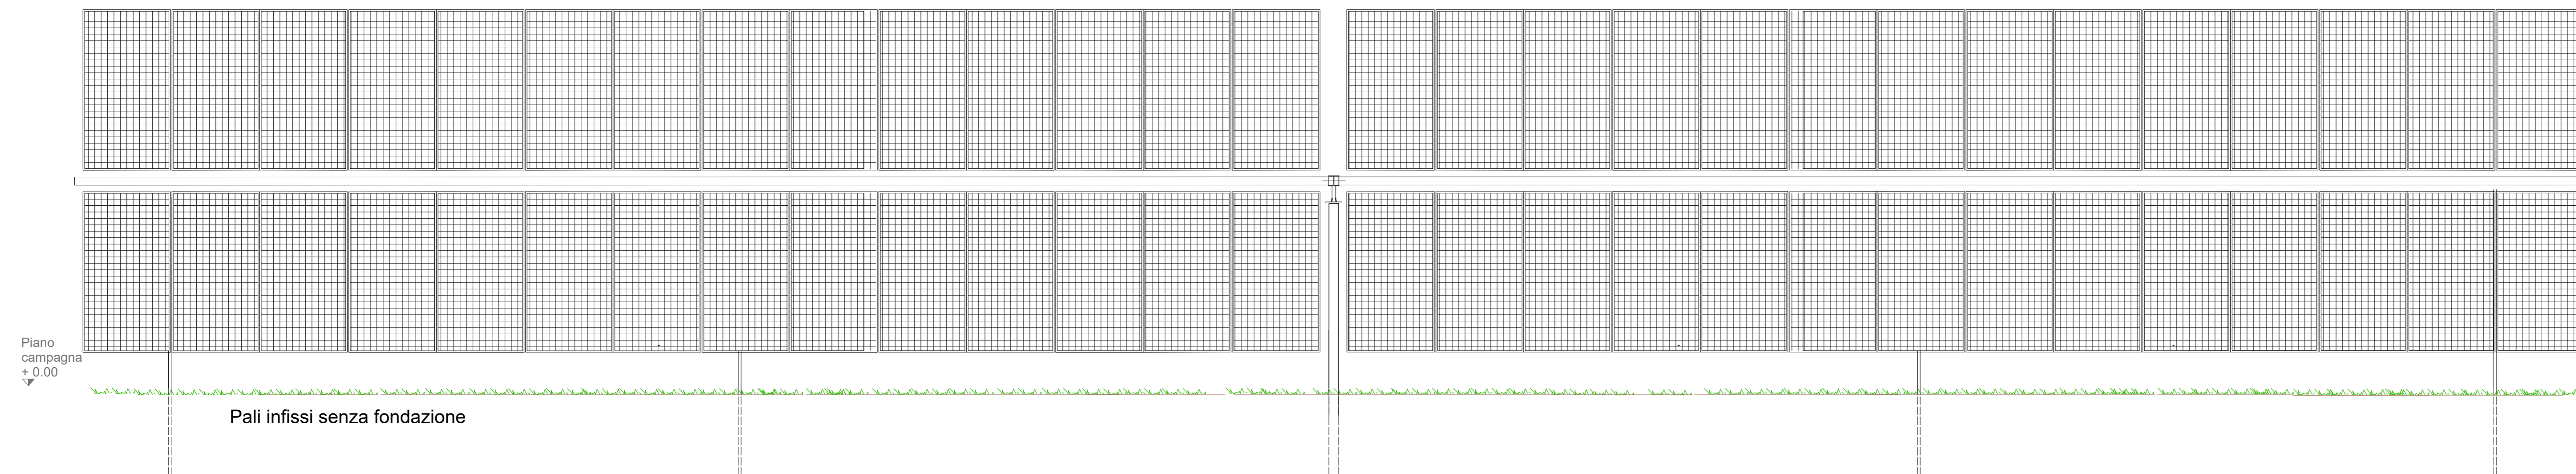 Piano
campagna
+ 0.00
Pali infissi senza fondazione